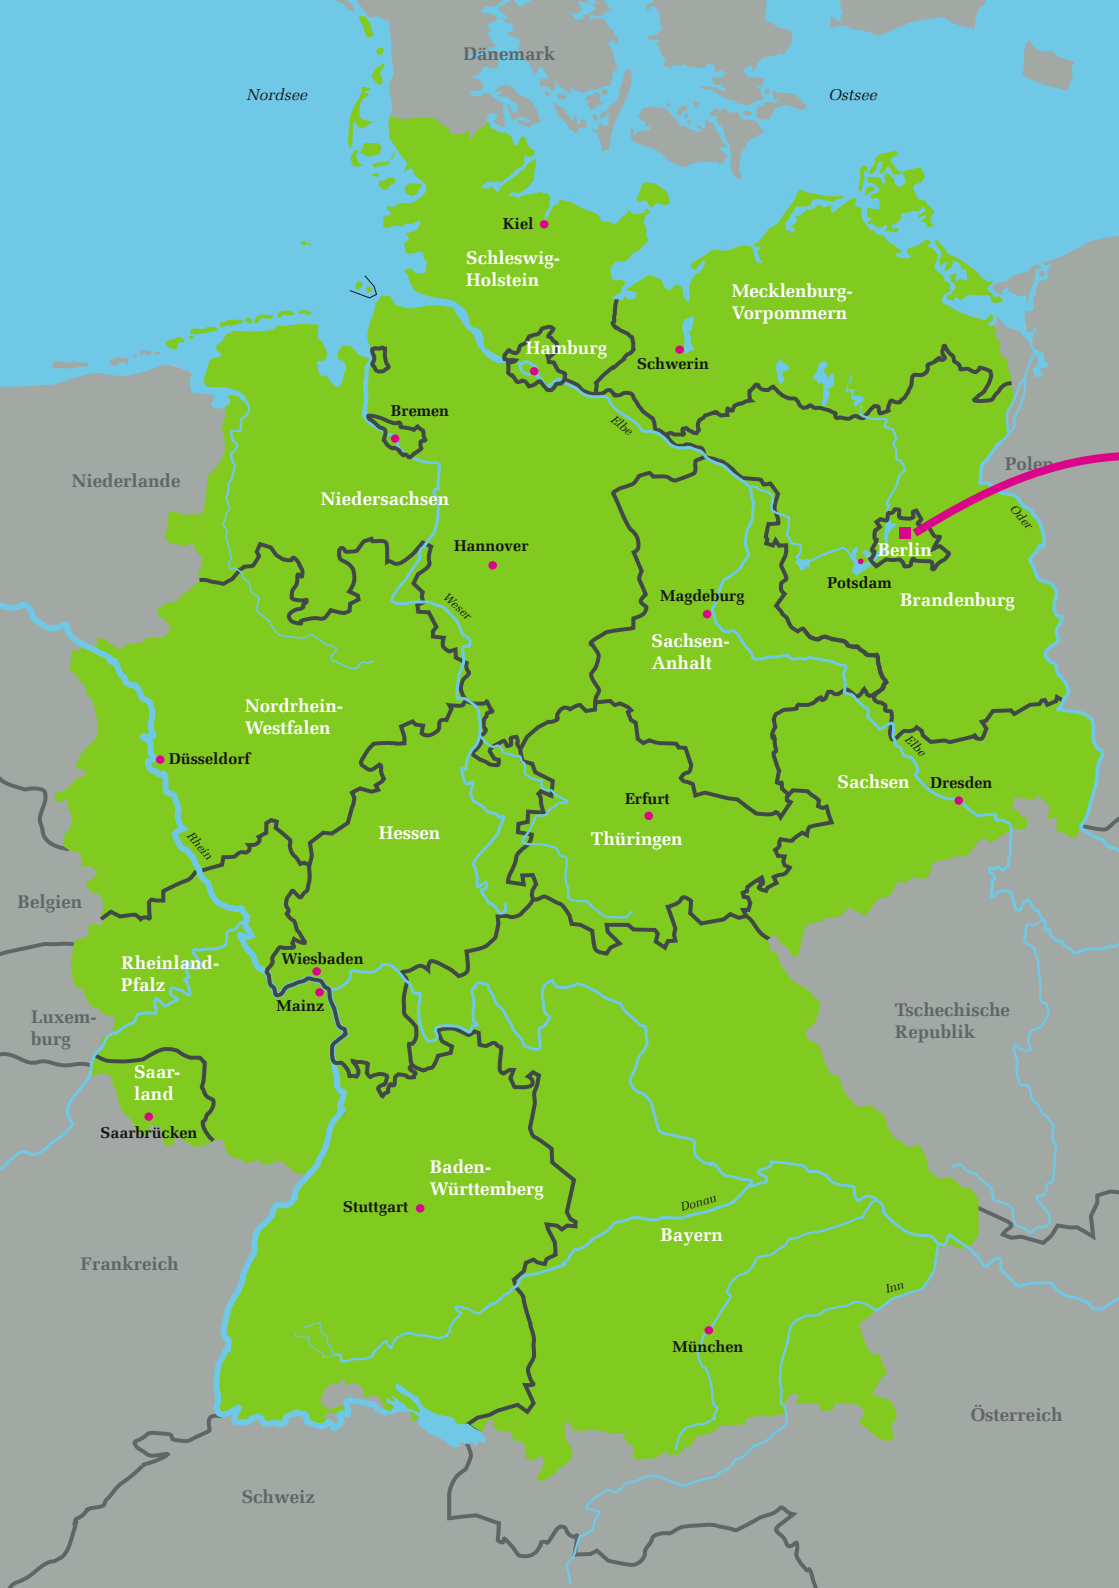 Dänemark
Nordsee
Ostsee
Kiel
Schleswig-
Holstein
Mecklenburg-
Vorpommern
Hamburg
Schwerin
Bremen
Elbe
Polen
Niederlande
Niedersachsen
Oder
Hannover
Berlin
Potsdam
Magdeburg
Weser
Brandenburg
Sachsen-
Anhalt
Nordrhein-
Westfalen
Elbe
Düsseldorf
Sachsen
Dresden
Erfurt
Hessen
Thüringen
Rhein
Belgien
Wiesbaden
Rheinland-
Pfalz
Mainz
Luxem-
burg
Tschechische
Republik
Saar-
land
Saarbrücken
Baden-
Württemberg
Stuttgart
Donau
Bayern
Frankreich
Inn
München
Österreich
Schweiz